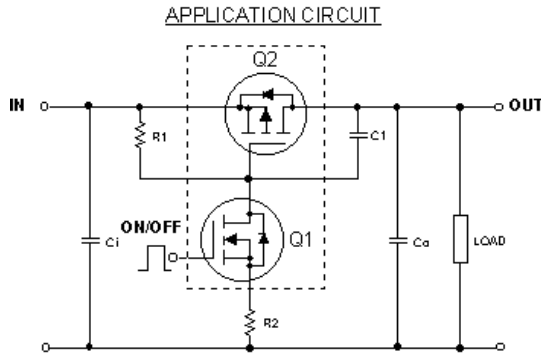 APPLICATION CIRCUIT
Q2
IN
OUT
R1
C1
ON/OFF
Q1
Ci
Co
LOAD
R2